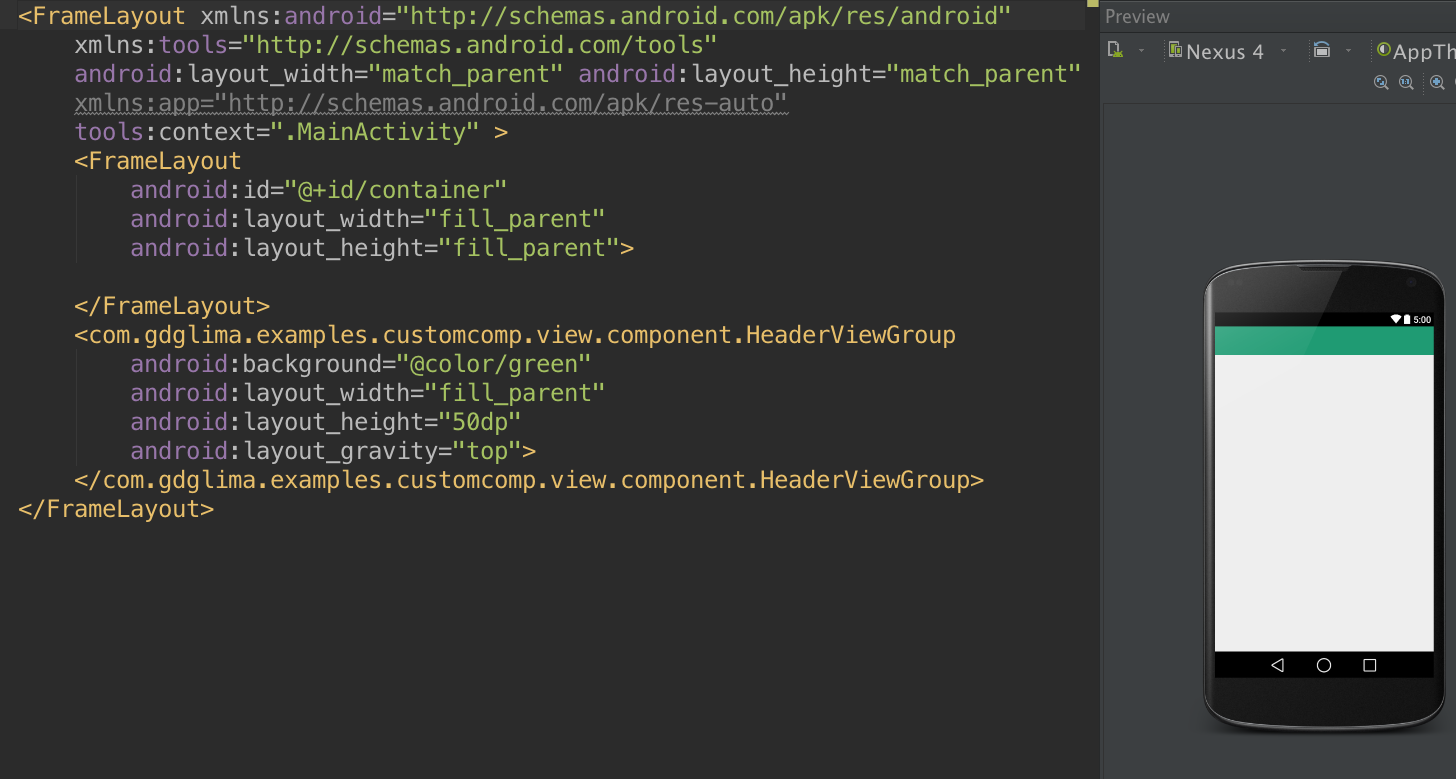 <FrameLayout xmlns:android="http://schemas.android.com/apk/res/android"
xmlns:tools="http://schemas.android.com/tools"
android:layout_width="match_parent" android:layout_height="match_parent"
xmlns:app="http://schemas.android.com/apk/res-auto"
tools:context=".MainActivity" >
<FrameLayout
android:id="@+id/container"
android:layout_width="fill_parent"
android:layout_height="fill_parent">
</FrameLayout>
<com.gdglima.examples.customcomp.view.component.HeaderViewGroup
android:background="@color/green"
android:layout_width="fill_parent"
android:layout_height="50dp"
android:layout_gravity="top">
</com.gdglima.examples.customcomp.view.component.HeaderViewGroup>
</FrameLayout>
Preview
Nexus 4
AppTh
5:00